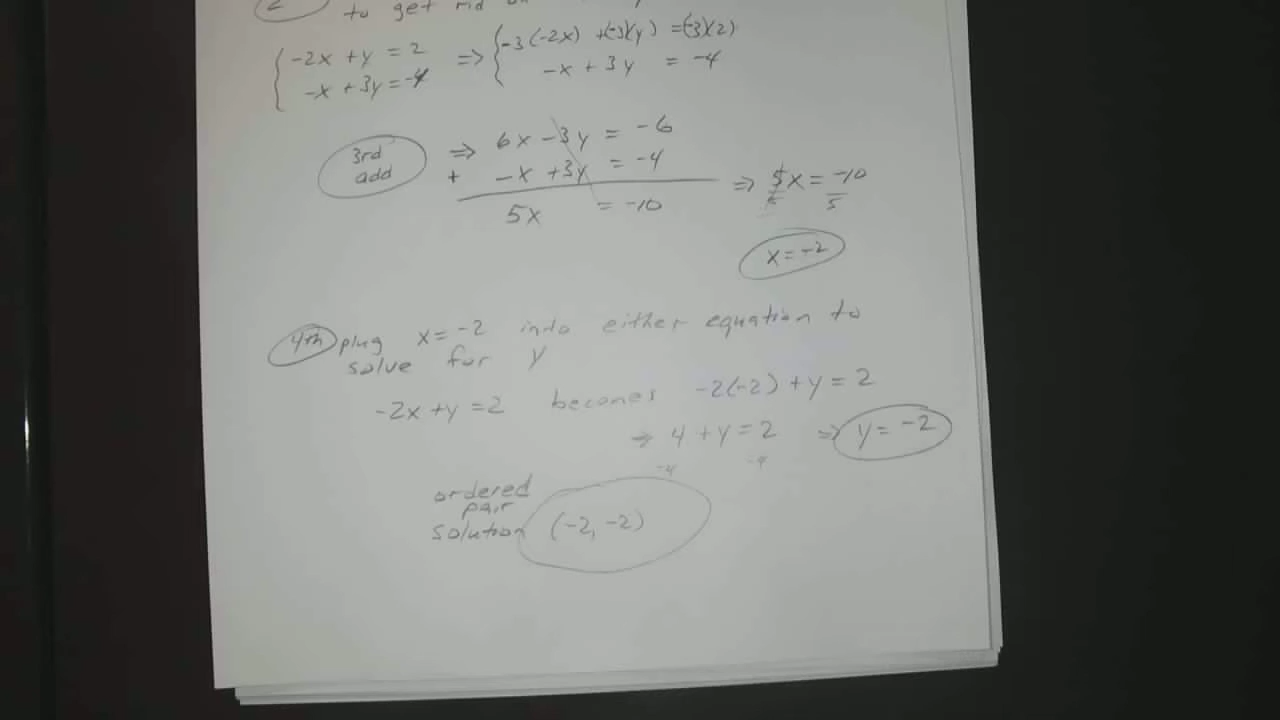 2
to get rid
-2x + y = 2 => -3(-2x) + (-3)(y) = (-3)(2)
-x + 3y = -4 -x + 3y = -4
3rd add => 6x - 3y = -6
+ -x + 3y = -4
5x = -10 => 5x = -10
5 5
x = -2
4th plug x = -2 into either equation to
solve for y
-2x + y = 2 becomes -2(-2) + y = 2
=> 4 + y = 2 => y = -2
-4 -4
ordered
pair
solution (-2, -2)